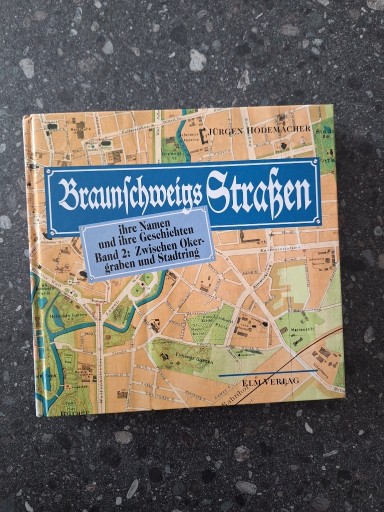 JÜRGEN HODEMACHER
Braunſchweigs Straßen
ihre Namen
und ihre Geschichten
Band 2: Zwischen Oker-
graben und Stadtring
ELM VERLAG